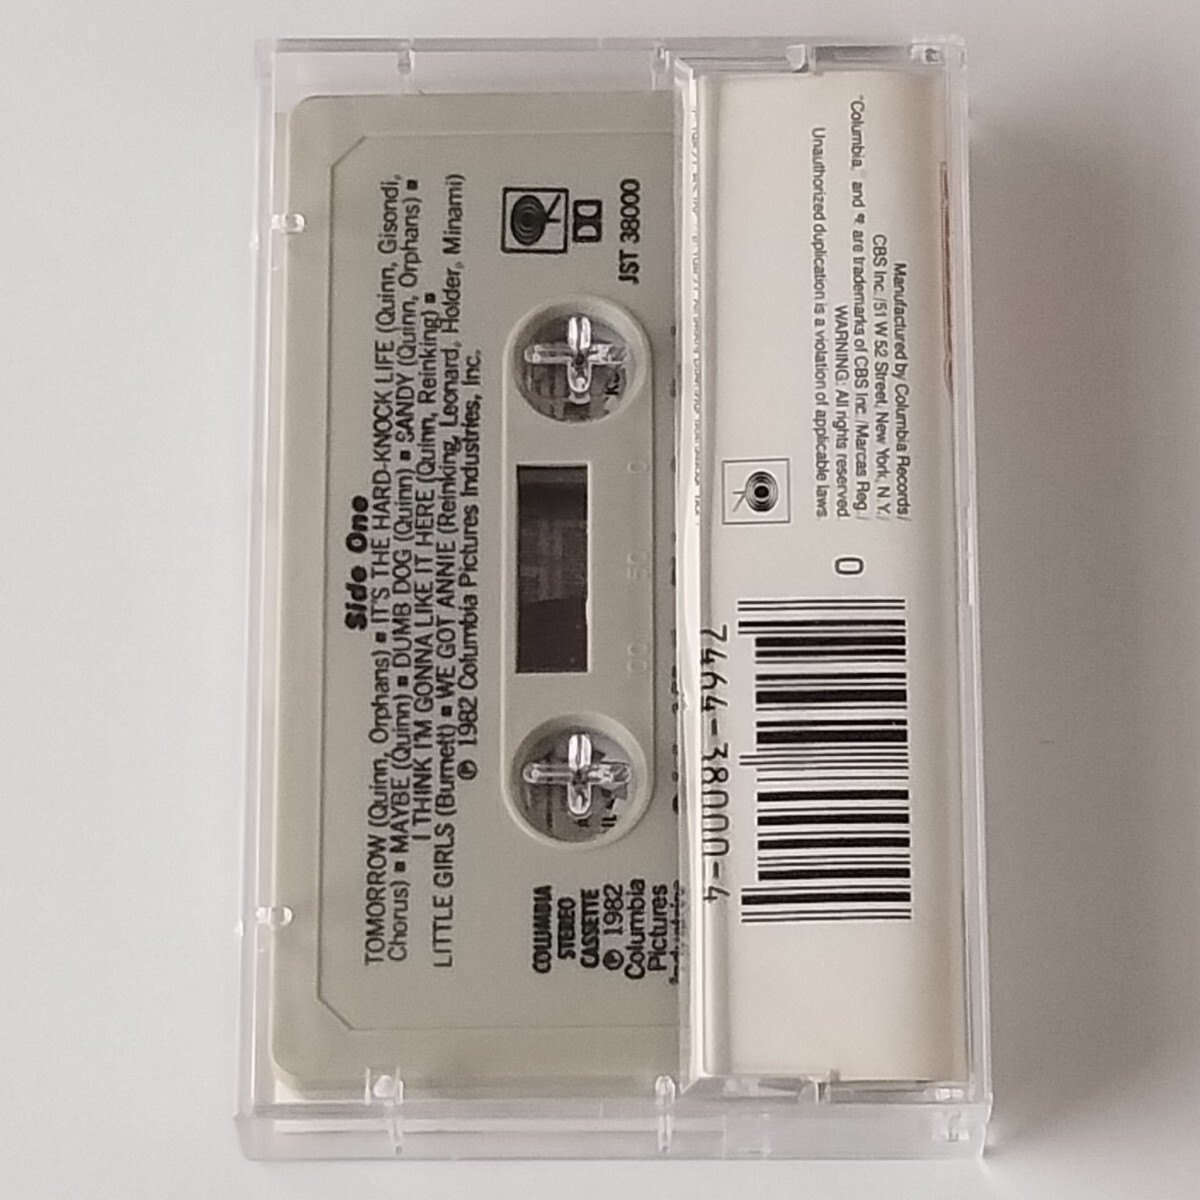 Side One
TOMORROW (Quinn, Orphans) ▪ IT'S THE HARD-KNOCK LIFE (Quinn, Gisondi,
Chorus) ▪ MAYBE (Quinn) ▪ DUMB DOG (Quinn) ▪ SANDY (Quinn, Orphans) ▪
I THINK I'M GONNA LIKE IT HERE (Quinn, Reinking) ▪
LITTLE GIRLS (Burnett) ▪ WE GOT ANNIE (Reinking, Leonard, Holder, Minami)
℗ 1982 Columbia Pictures Industries, Inc.
JST 38000
COLUMBIA
STEREO
CASSETTE
℗ 1982
Columbia
Pictures
0 50 100
Manufactured by Columbia Records/
CBS Inc./51 W 52 Street, New York, N.Y./
"Columbia," and are trademarks of CBS Inc./Marcas Reg./
WARNING: All rights reserved.
Unauthorized duplication is a violation of applicable laws.
0
7464-38000-4